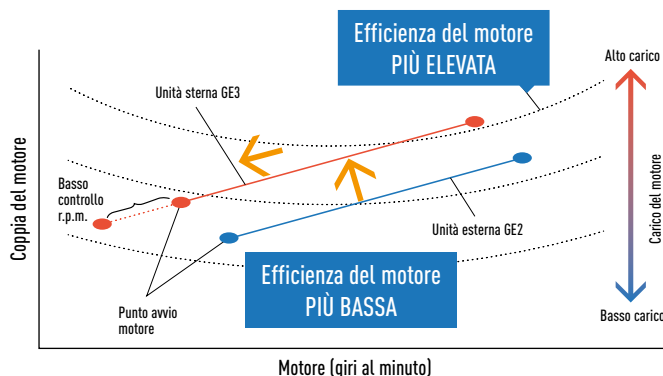 Efficienza del motore
PIÙ ELEVATA
Alto carico
Unità sterna GE3
Coppia del motore
Basso
controllo
r.p.m.
Carico del motore
Unità esterna GE2
Efficienza del motore
PIÙ BASSA
Punto avvio
motore
Basso carico
Motore (giri al minuto)